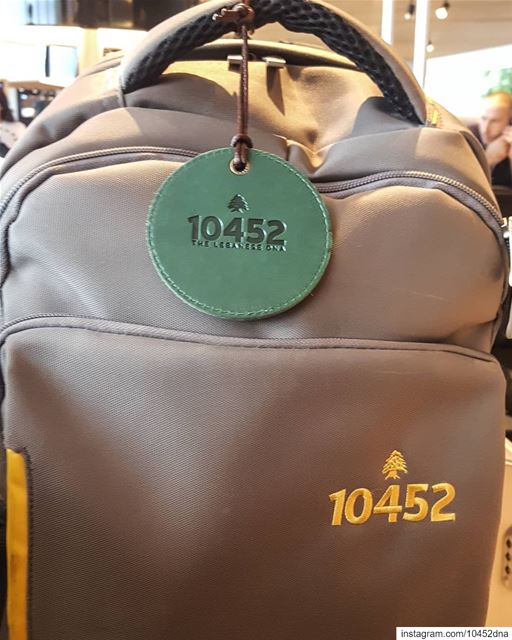 10452
THE LEBANESE DNA
10452
instagram.com/10452dna